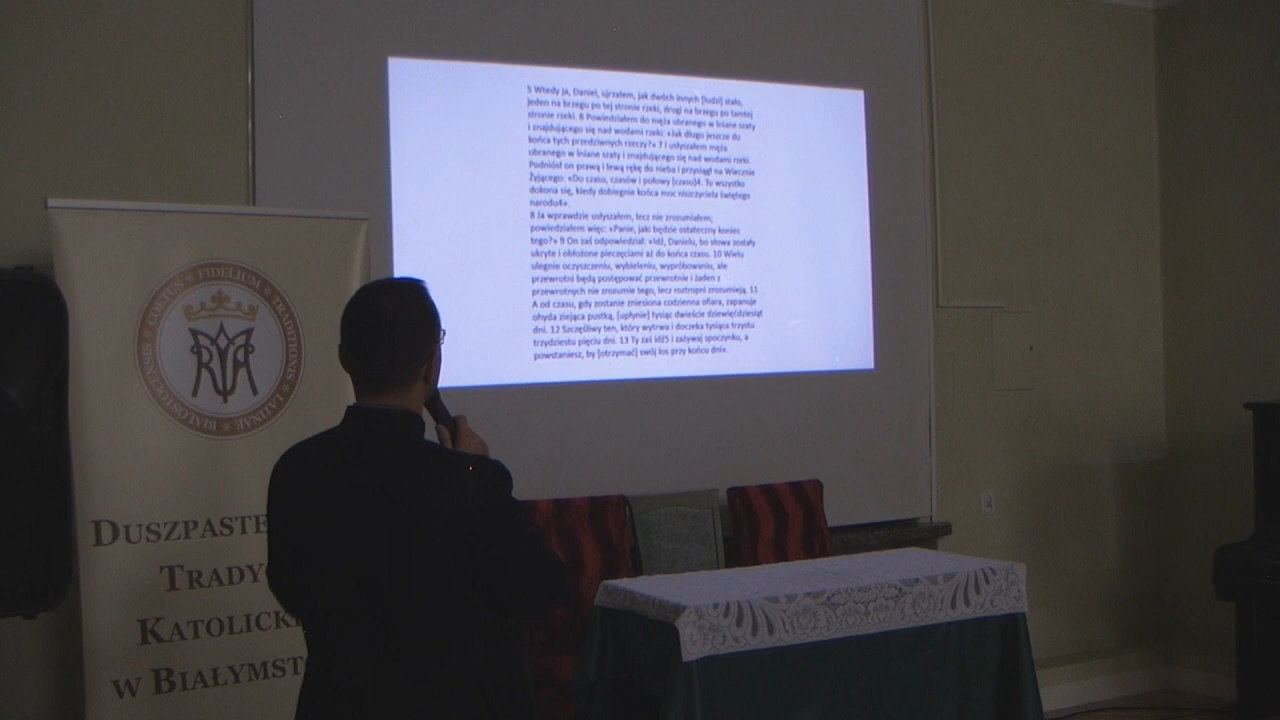 5 Wtedy ja, Daniel, ujrzałem, jak dwóch innych [ludzi] stało,
jeden na brzegu po tej stronie rzeki, drugi na brzegu po tamtej
stronie rzeki. 6 Powiedziałem do męża ubranego w lniane szaty
i znajdującego się nad wodami rzeki: «Jak długo jeszcze do
końca tych przedziwnych rzeczy?» 7 I usłyszałem męża
ubranego w lniane szaty i znajdującego się nad wodami rzeki.
Podniósł on prawą i lewą rękę do nieba i przysiągł na Wiecznie
Żyjącego: «Do czasu, czasów i połowy [czasu]4. To wszystko
dokona się, kiedy dobiegnie końca moc niszczyciela świętego
narodu4».
8 Ja wprawdzie usłyszałem, lecz nie zrozumiałem;
powiedziałem więc: «Panie, jaki będzie ostateczny koniec
tego?» 9 On zaś odpowiedział: «Idź, Danielu, bo słowa zostały
ukryte i obłożone pieczęciami aż do końca czasu. 10 Wielu
ulegnie oczyszczeniu, wybieleniu, wypróbowaniu, ale
przewrotni będą postępować przewrotnie i żaden z
przewrotnych nie zrozumie tego, lecz roztropni zrozumieją. 11
A od czasu, gdy zostanie zniesiona codzienna ofiara, zapanuje
ohyda ziejąca pustką, [upłynie] tysiąc dwieście dziewięćdziesiąt
dni. 12 Szczęśliwy ten, który wytrwa i doczeka tysiąca trzystu
trzydziestu pięciu dni. 13 Ty zaś idź5 i zażywaj spoczynku, a
powstaniesz, by [otrzymać] swój los przy końcu dni».
COETUS FIDELIUM TRADITIONIS LATINAE BIALOSTOCIENSIS
DUSZPASTE
TRADY
KATOLICK
W BIAŁYMST